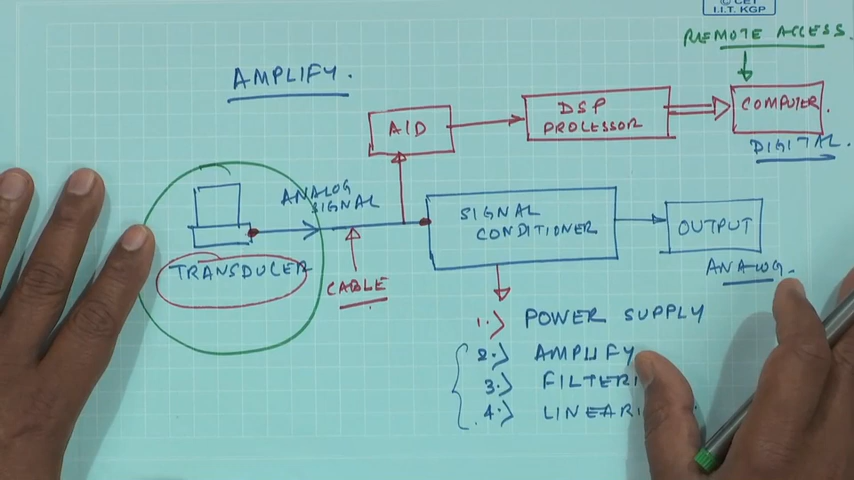 © CET
I.I.T. KGP
REMOTE ACCESS.
AMPLIFY.
A/D
DSP
PROCESSOR
COMPUTER.
DIGITAL.
ANALOG
SIGNAL
SIGNAL
CONDITIONER
OUTPUT
ANALOG.
TRANSDUCER
CABLE
1.) POWER SUPPLY
2.) AMPLIFY
3.) FILTERI
4.) LINEARI